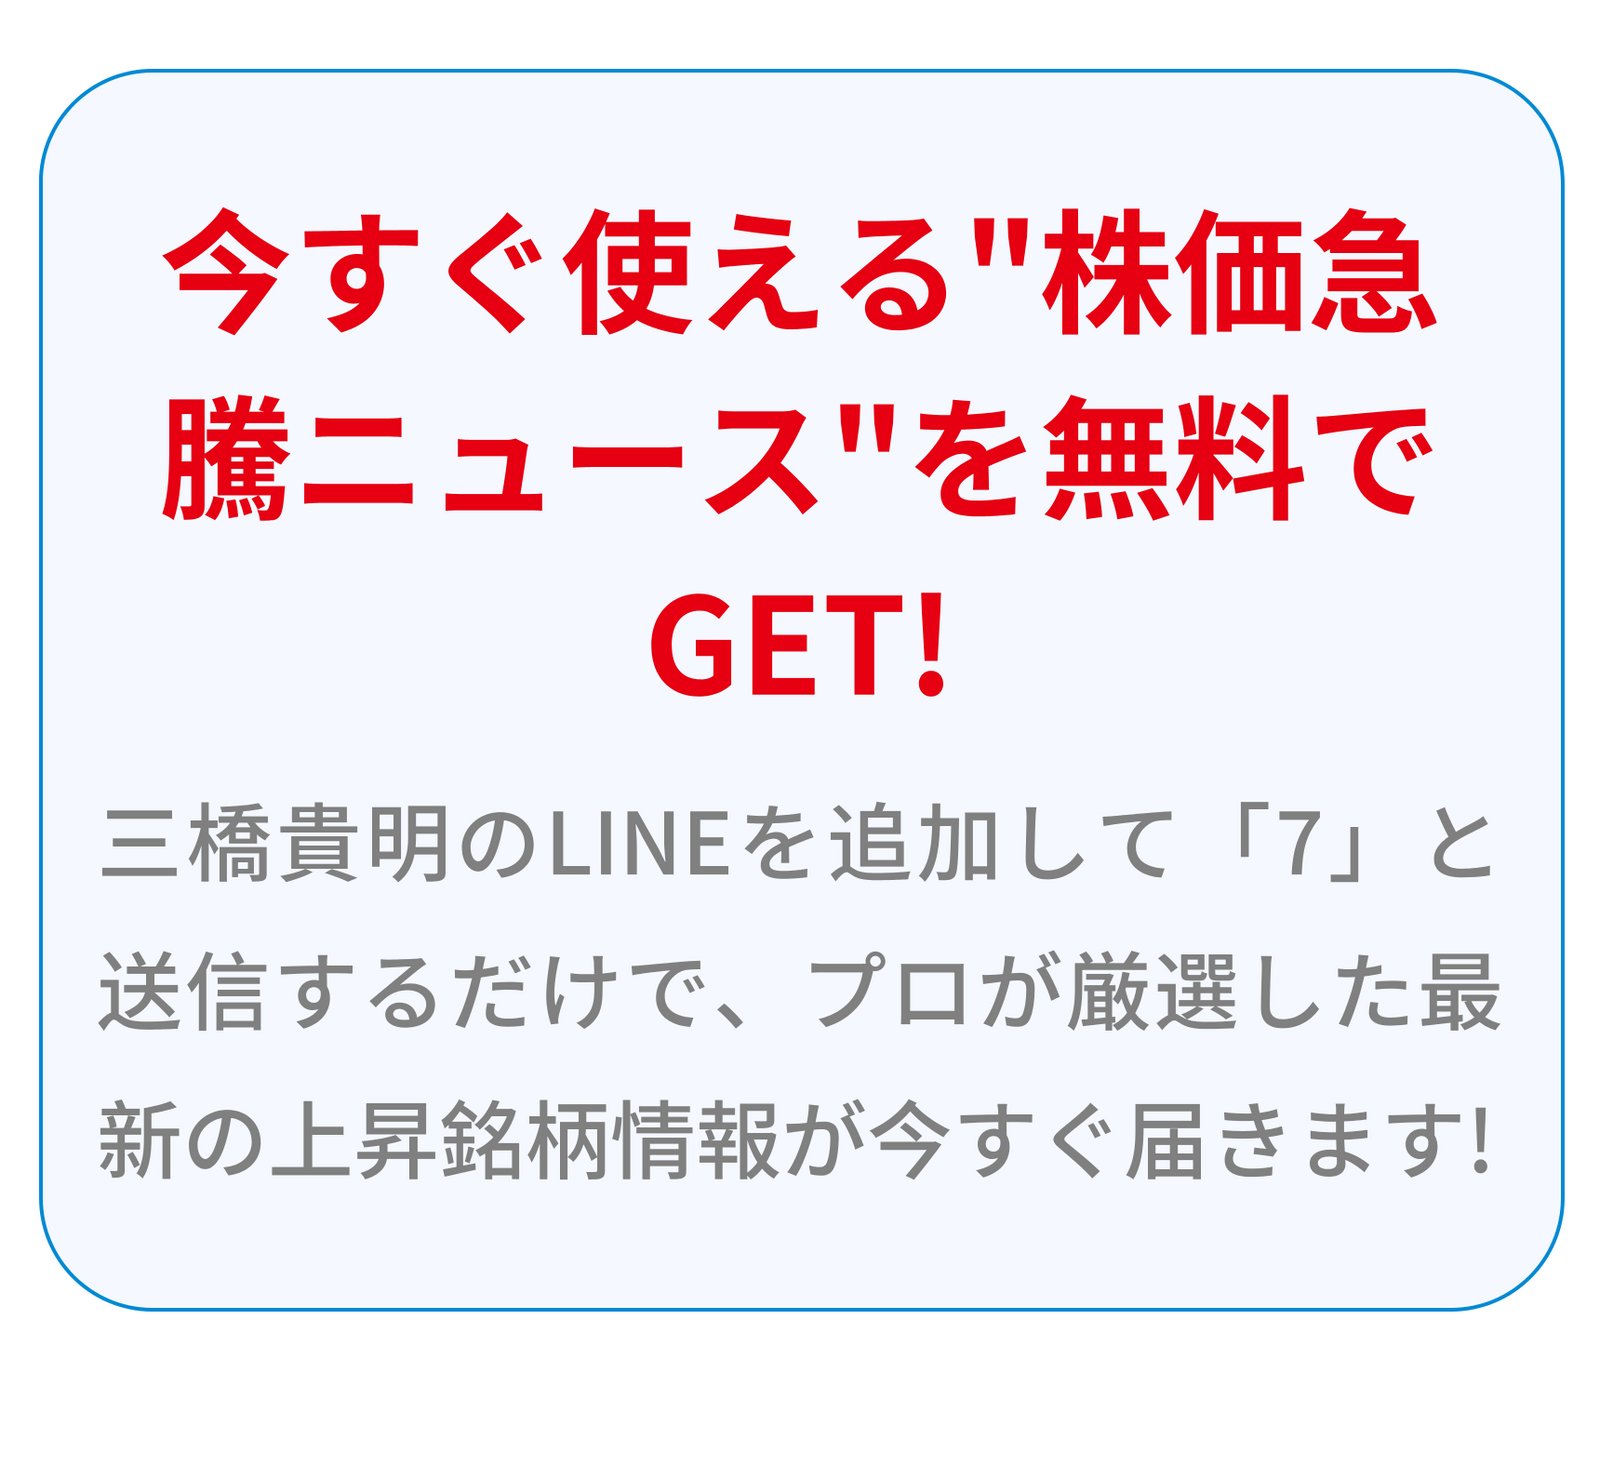 今すぐ使える"株価急
騰ニュース"を無料で
GET!
三橋貴明のLINEを追加して「7」と
送信するだけで、プロが厳選した最
新の上昇銘柄情報が今すぐ届きます!